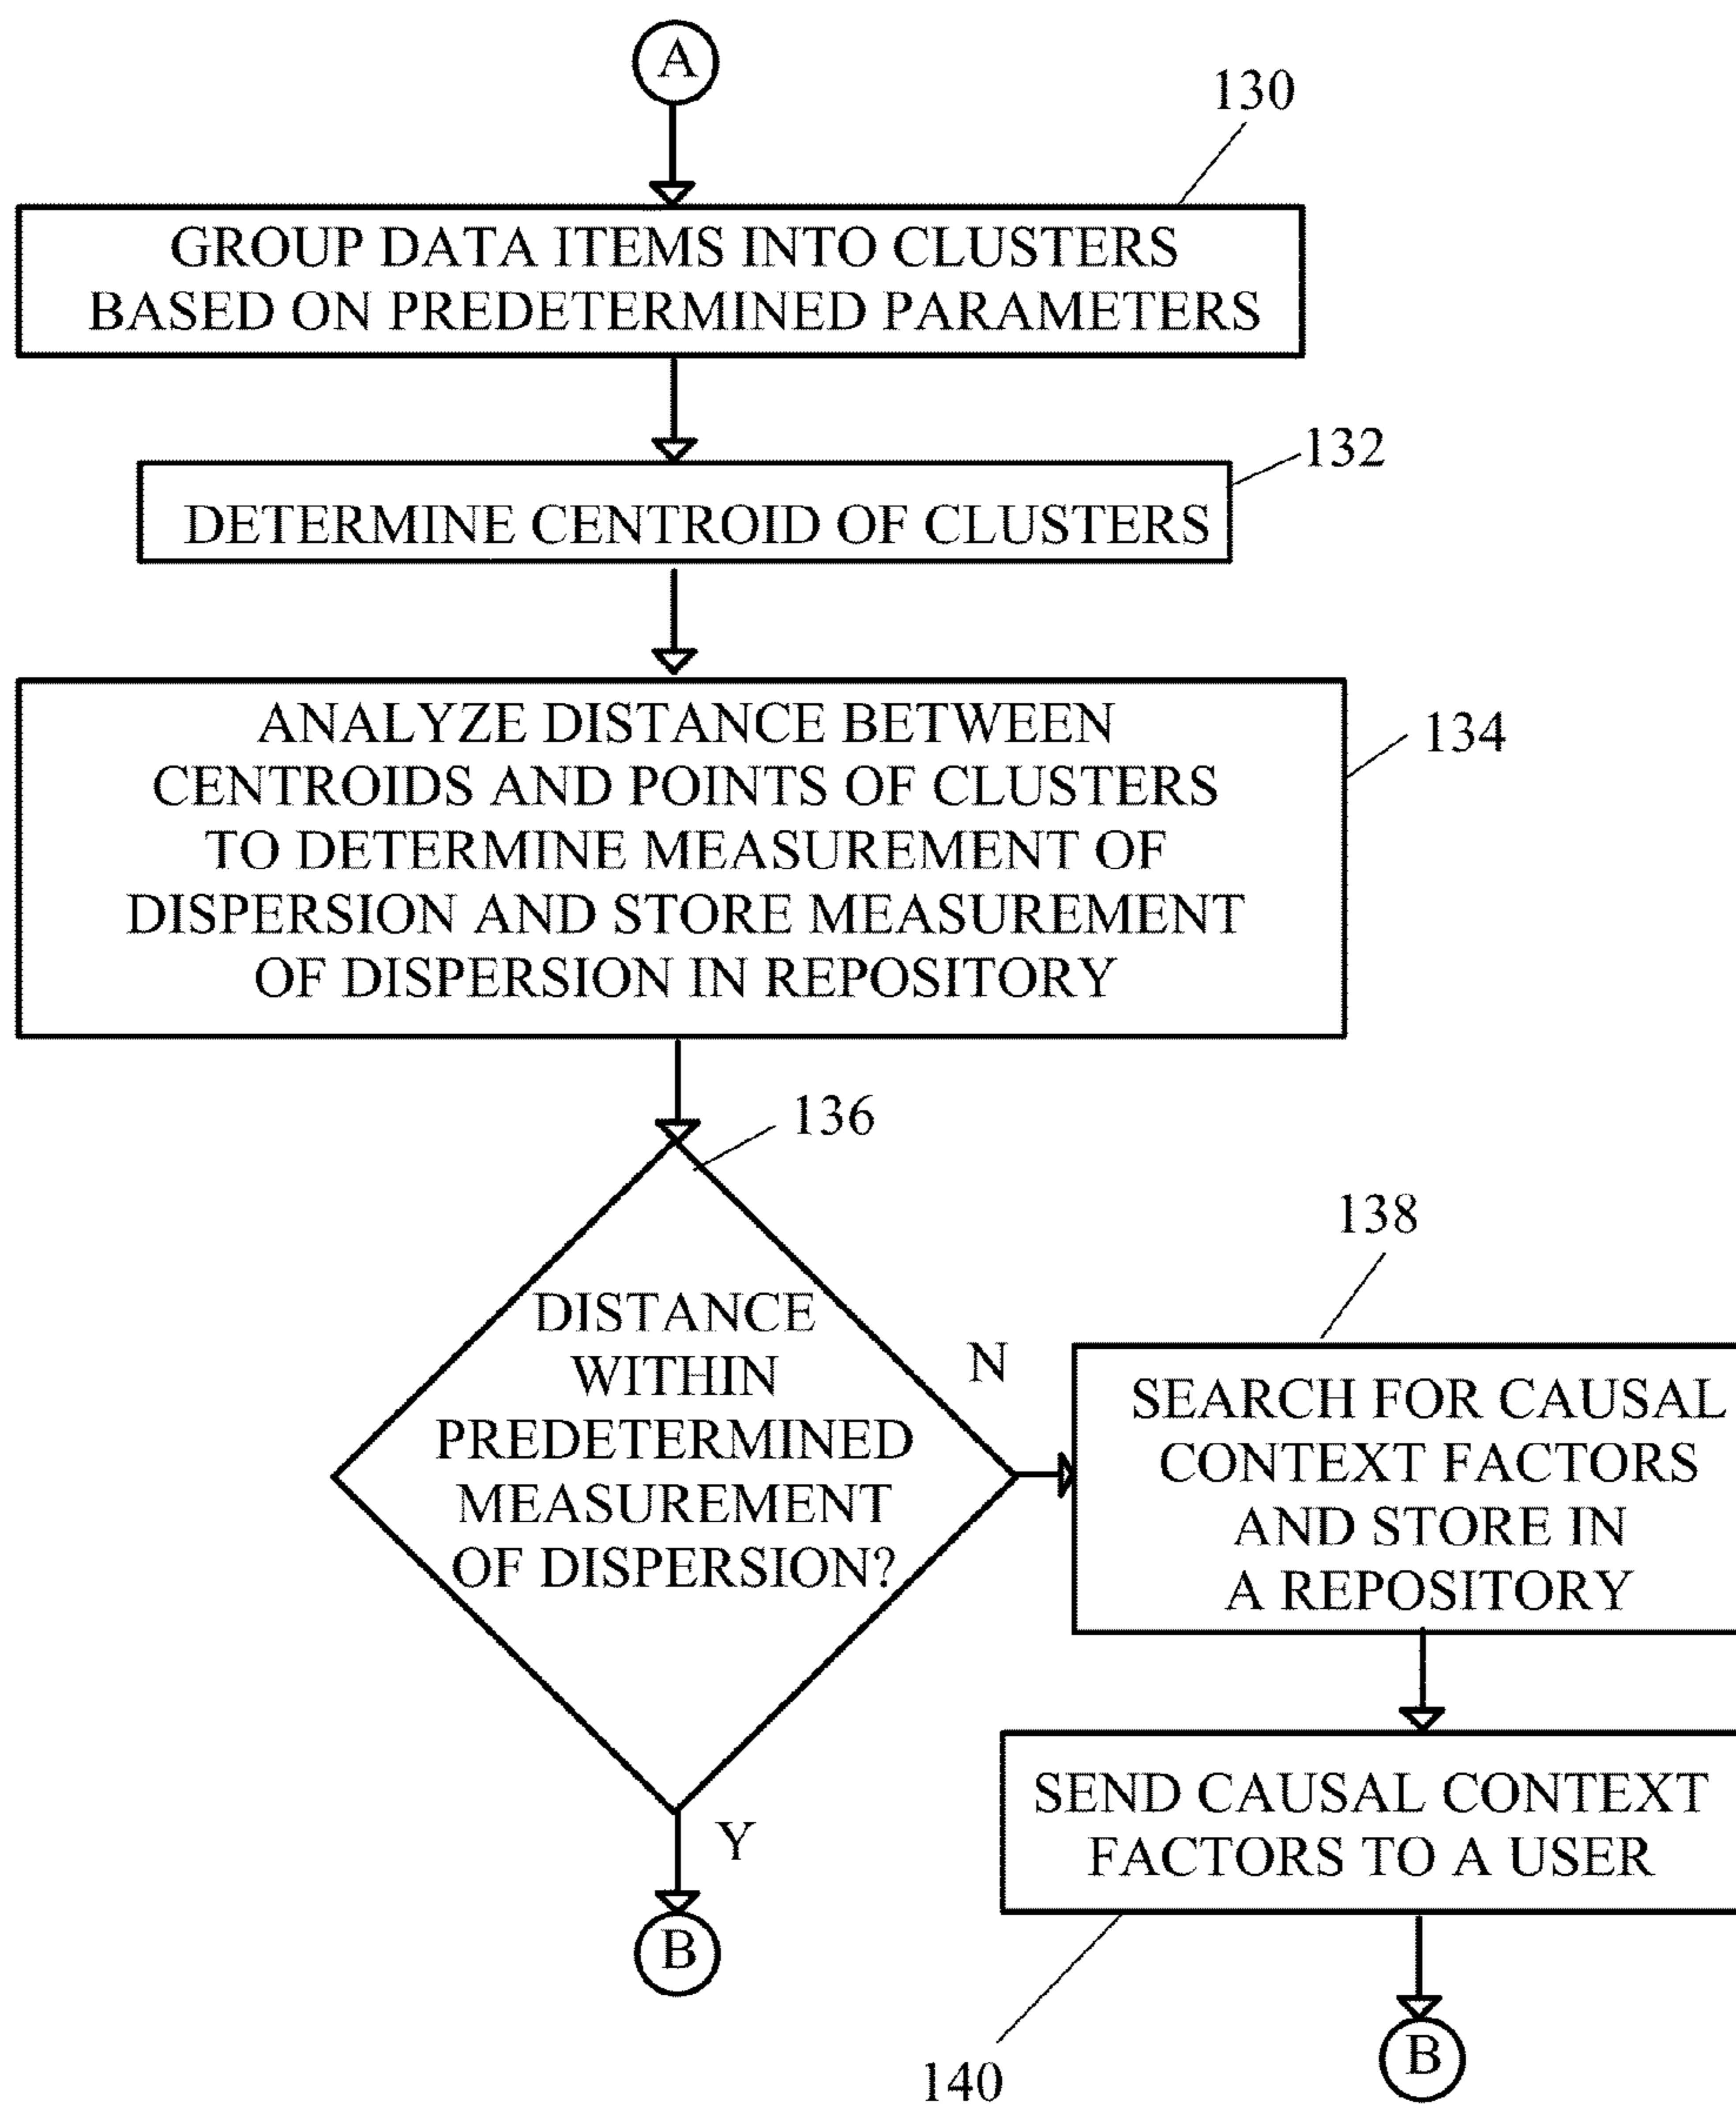 A
130
GROUP DATA ITEMS INTO CLUSTERS
BASED ON PREDETERMINED PARAMETERS
132
DETERMINE CENTROID OF CLUSTERS
134
ANALYZE DISTANCE BETWEEN
CENTROIDS AND POINTS OF CLUSTERS
TO DETERMINE MEASUREMENT OF
DISPERSION AND STORE MEASUREMENT
OF DISPERSION IN REPOSITORY
136
DISTANCE
WITHIN
PREDETERMINED
MEASUREMENT
OF DISPERSION?
N
138
SEARCH FOR CAUSAL
CONTEXT FACTORS
AND STORE IN
A REPOSITORY
SEND CAUSAL CONTEXT
FACTORS TO A USER
Y
B
140
B